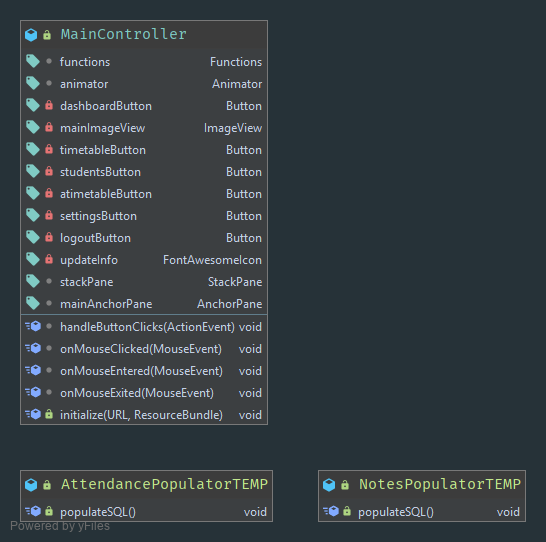 MainController
functions Functions
animator Animator
dashboardButton Button
mainImageView ImageView
timetableButton Button
studentsButton Button
atimetableButton Button
settingsButton Button
logoutButton Button
updateInfo FontAwesomeIcon
stackPane StackPane
mainAnchorPane AnchorPane
handleButtonClicks(ActionEvent) void
onMouseClicked(MouseEvent) void
onMouseEntered(MouseEvent) void
onMouseExited(MouseEvent) void
initialize(URL, ResourceBundle) void
AttendancePopulatorTEMP
populateSQL() void
NotesPopulatorTEMP
populateSQL() void
Powered by yFiles